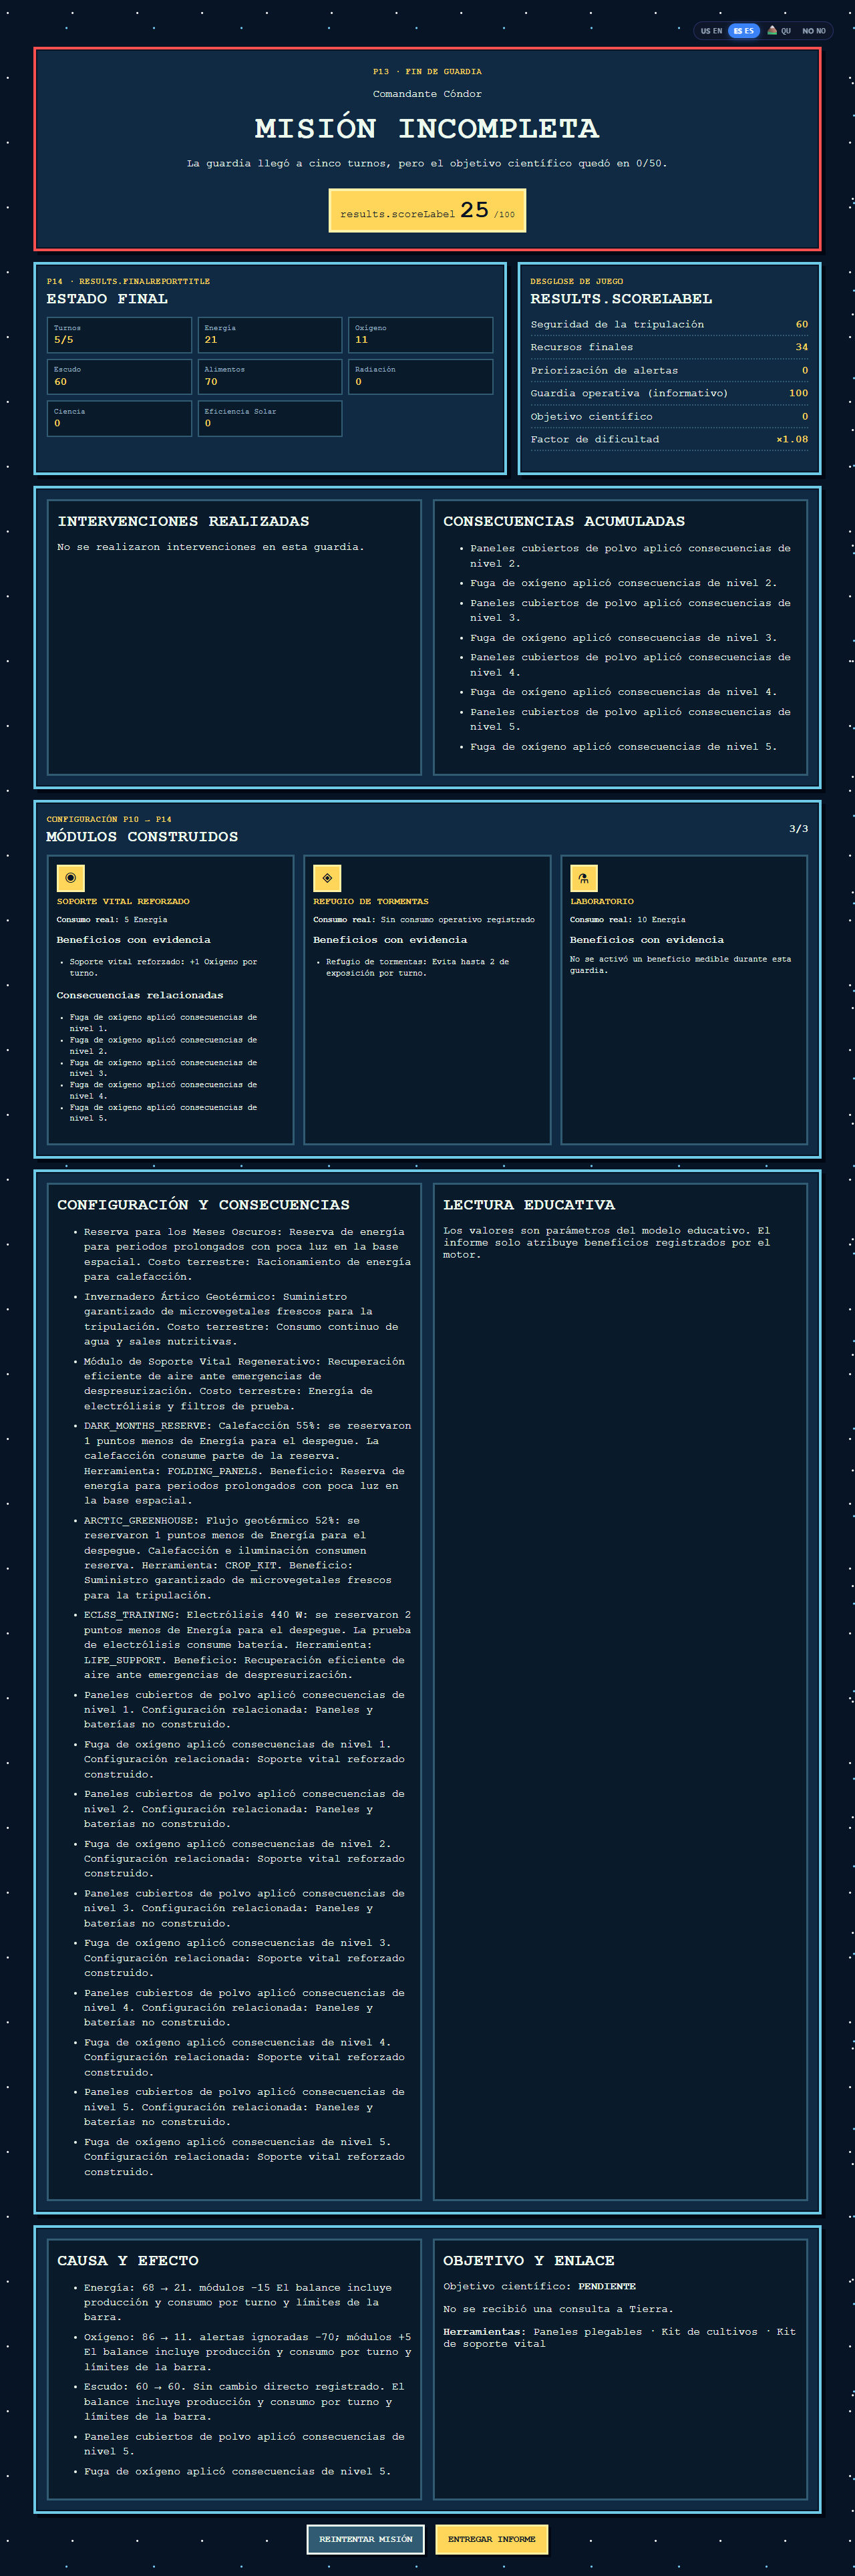 US EN ES ES QU NO NO
P13 · FIN DE GUARDIA
Comandante Cóndor
MISIÓN INCOMPLETA
La guardia llegó a cinco turnos, pero el objetivo científico quedó en 0/50.
results.scoreLabel 25 /100
P14 · RESULTS.FINALREPORTTITLE
ESTADO FINAL
Turnos
5/5
Energía
21
Oxígeno
11
Escudo
60
Alimentos
70
Radiación
0
Ciencia
0
Eficiencia Solar
0
DESGLOSE DE JUEGO
RESULTS.SCORELABEL
Seguridad de la tripulación 60
Recursos finales 34
Priorización de alertas 0
Guardia operativa (informativo) 100
Objetivo científico 0
Factor de dificultad ×1.08
INTERVENCIONES REALIZADAS
No se realizaron intervenciones en esta guardia.
CONSECUENCIAS ACUMULADAS
• Paneles cubiertos de polvo aplicó consecuencias de
nivel 2.
• Fuga de oxígeno aplicó consecuencias de nivel 2.
• Paneles cubiertos de polvo aplicó consecuencias de
nivel 3.
• Fuga de oxígeno aplicó consecuencias de nivel 3.
• Paneles cubiertos de polvo aplicó consecuencias de
nivel 4.
• Fuga de oxígeno aplicó consecuencias de nivel 4.
• Paneles cubiertos de polvo aplicó consecuencias de
nivel 5.
• Fuga de oxígeno aplicó consecuencias de nivel 5.
CONFIGURACIÓN P10 → P14
MÓDULOS CONSTRUIDOS
3/3
SOPORTE VITAL REFORZADO
Consumo real: 5 Energía
Beneficios con evidencia
• Soporte vital reforzado: +1 Oxígeno por
turno.
Consecuencias relacionadas
• Fuga de oxígeno aplicó consecuencias de
nivel 1.
• Fuga de oxígeno aplicó consecuencias de
nivel 2.
• Fuga de oxígeno aplicó consecuencias de
nivel 3.
• Fuga de oxígeno aplicó consecuencias de
nivel 4.
• Fuga de oxígeno aplicó consecuencias de
nivel 5.
REFUGIO DE TORMENTAS
Consumo real: Sin consumo operativo registrado
Beneficios con evidencia
• Refugio de tormentas: Evita hasta 2 de
exposición por turno.
LABORATORIO
Consumo real: 10 Energía
Beneficios con evidencia
No se activó un beneficio medible durante esta
guardia.
CONFIGURACIÓN Y CONSECUENCIAS
• Reserva para los Meses Oscuros: Reserva de energía
para periodos prolongados con poca luz en la base
espacial. Costo terrestre: Racionamiento de energía
para calefacción.
• Invernadero Ártico Geotérmico: Suministro
garantizado de microvegetales frescos para la
tripulación. Costo terrestre: Consumo continuo de
agua y sales nutritivas.
• Módulo de Soporte Vital Regenerativo: Recuperación
eficiente de aire ante emergencias de
despresurización. Costo terrestre: Energía de
electrólisis y filtros de prueba.
• DARK_MONTHS_RESERVE: Calefacción 55%: se reservaron
1 puntos menos de Energía para el despegue. La
calefacción consume parte de la reserva.
Herramienta: FOLDING_PANELS. Beneficio: Reserva de
energía para periodos prolongados con poca luz en
la base espacial.
• ARCTIC_GREENHOUSE: Flujo geotérmico 52%: se
reservaron 1 puntos menos de Energía para el
despegue. Calefacción e iluminación consumen
reserva. Herramienta: CROP_KIT. Beneficio:
Suministro garantizado de microvegetales frescos
para la tripulación.
• ECLSS_TRAINING: Electrólisis 440 W: se reservaron 2
puntos menos de Energía para el despegue. La prueba
de electrólisis consume batería. Herramienta:
LIFE_SUPPORT. Beneficio: Recuperación eficiente de
aire ante emergencias de despresurización.
• Paneles cubiertos de polvo aplicó consecuencias de
nivel 1. Configuración relacionada: Paneles y
baterías no construido.
• Fuga de oxígeno aplicó consecuencias de nivel 1.
Configuración relacionada: Soporte vital reforzado
construido.
• Paneles cubiertos de polvo aplicó consecuencias de
nivel 2. Configuración relacionada: Paneles y
baterías no construido.
• Fuga de oxígeno aplicó consecuencias de nivel 2.
Configuración relacionada: Soporte vital reforzado
construido.
• Paneles cubiertos de polvo aplicó consecuencias de
nivel 3. Configuración relacionada: Paneles y
baterías no construido.
• Fuga de oxígeno aplicó consecuencias de nivel 3.
Configuración relacionada: Soporte vital reforzado
construido.
• Paneles cubiertos de polvo aplicó consecuencias de
nivel 4. Configuración relacionada: Paneles y
baterías no construido.
• Fuga de oxígeno aplicó consecuencias de nivel 4.
Configuración relacionada: Soporte vital reforzado
construido.
• Paneles cubiertos de polvo aplicó consecuencias de
nivel 5. Configuración relacionada: Paneles y
baterías no construido.
• Fuga de oxígeno aplicó consecuencias de nivel 5.
Configuración relacionada: Soporte vital reforzado
construido.
LECTURA EDUCATIVA
Los valores son parámetros del modelo educativo. El
informe solo atribuye beneficios registrados por el
motor.
CAUSA Y EFECTO
• Energía: 68 → 21. módulos -15 El balance incluye
producción y consumo por turno y límites de la
barra.
• Oxígeno: 86 → 11. alertas ignoradas -70; módulos +5
El balance incluye producción y consumo por turno y
límites de la barra.
• Escudo: 60 → 60. Sin cambio directo registrado. El
balance incluye producción y consumo por turno y
límites de la barra.
• Paneles cubiertos de polvo aplicó consecuencias de
nivel 5.
• Fuga de oxígeno aplicó consecuencias de nivel 5.
OBJETIVO Y ENLACE
Objetivo científico: PENDIENTE
No se recibió una consulta a Tierra.
Herramientas: Paneles plegables · Kit de cultivos · Kit
de soporte vital
REINTENTAR MISIÓN
ENTREGAR INFORME